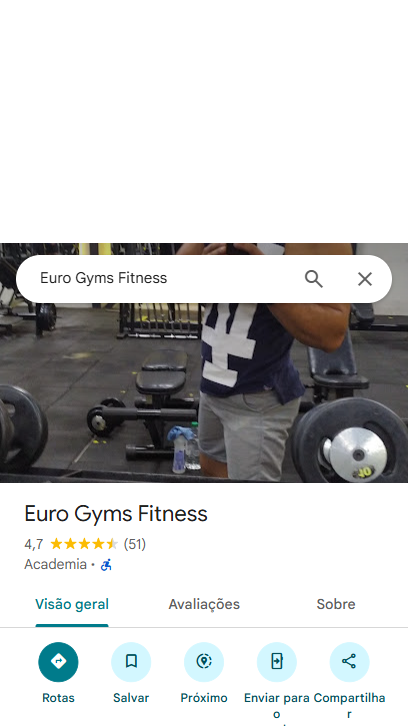 Euro Gyms Fitness
Euro Gyms Fitness
4,7 (51)
Academia ·
Visão geral Avaliações Sobre
Rotas Salvar Próximo Enviar para o Compartilhar